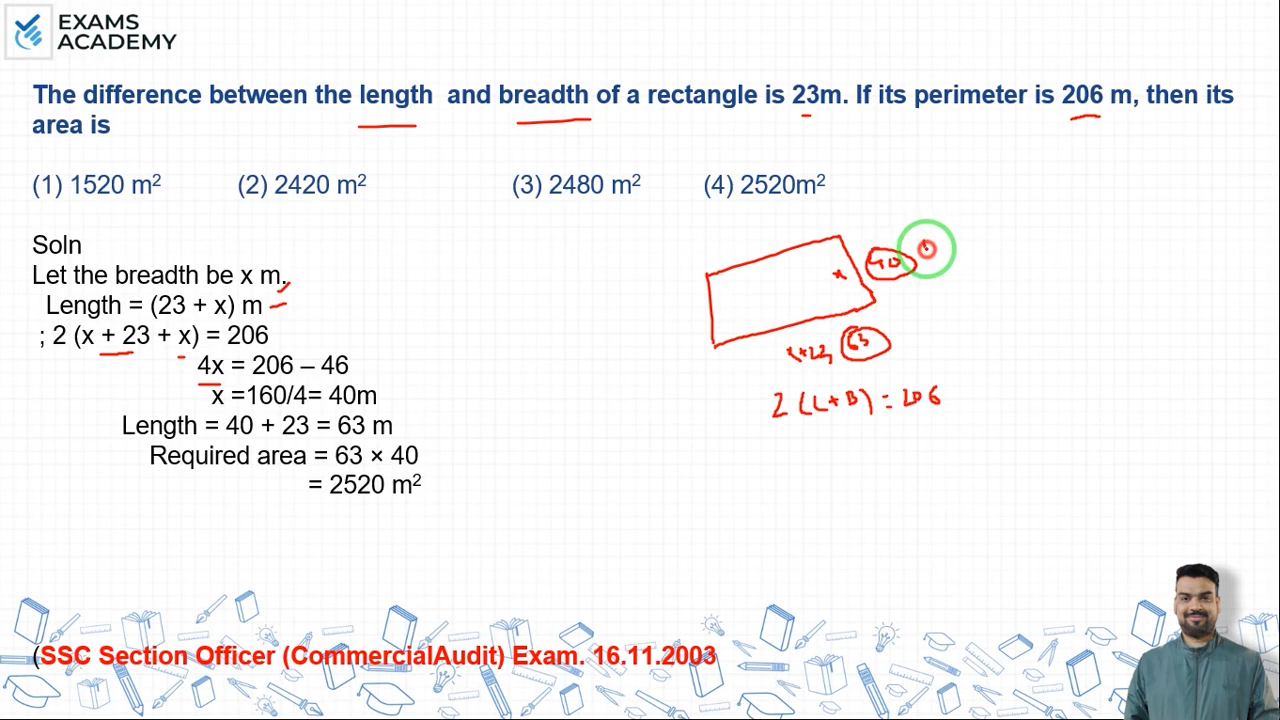 EXAMS
ACADEMY
The difference between the length and breadth of a rectangle is 23m. If its perimeter is 206 m, then its
area is
(1) 1520 m² (2) 2420 m² (3) 2480 m² (4) 2520m²
Soln
Let the breadth be x m.
Length = (23 + x) m
; 2 (x + 23 + x) = 206
4x = 206 – 46
x =160/4= 40m
Length = 40 + 23 = 63 m
Required area = 63 × 40
= 2520 m²
x 40
x+23 63
2 (L+B) = 206
(SSC Section Officer (CommercialAudit) Exam. 16.11.2003